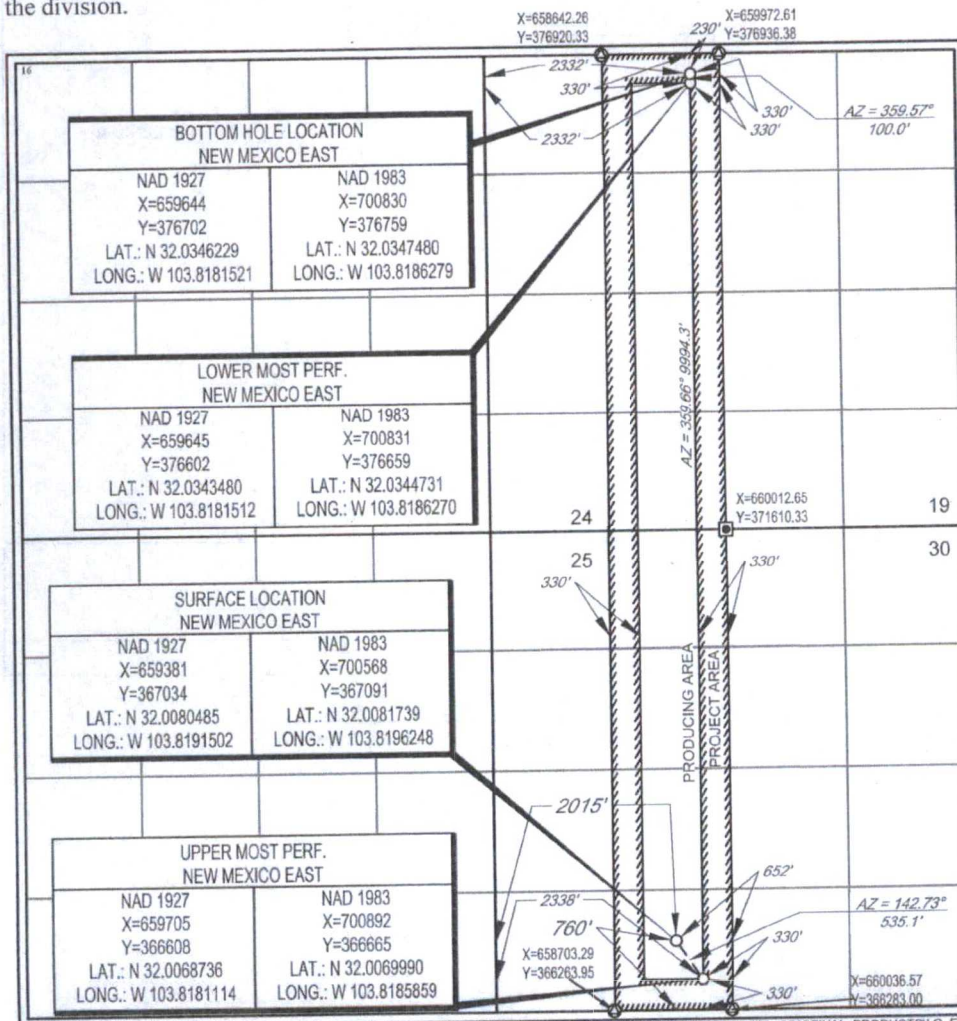 the division.
X=658642.26
Y=376920.33
230'
X=659972.61
Y=376936.38
16
2332'
330'
2332'
330'
330'
AZ = 359.57°
100.0'
BOTTOM HOLE LOCATION
NEW MEXICO EAST
NAD 1927
X=659644
Y=376702
LAT.: N 32.0346229
LONG.: W 103.8181521
NAD 1983
X=700830
Y=376759
LAT.: N 32.0347480
LONG.: W 103.8186279
LOWER MOST PERF.
NEW MEXICO EAST
NAD 1927
X=659645
Y=376602
LAT.: N 32.0343480
LONG.: W 103.8181512
NAD 1983
X=700831
Y=376659
LAT.: N 32.0344731
LONG.: W 103.8186270
AZ = 359.66° 9994.3'
X=660012.65
Y=371610.33
24
19
25
30
330'
330'
SURFACE LOCATION
NEW MEXICO EAST
NAD 1927
X=659381
Y=367034
LAT.: N 32.0080485
LONG.: W 103.8191502
NAD 1983
X=700568
Y=367091
LAT.: N 32.0081739
LONG.: W 103.8196248
PRODUCING AREA
PROJECT AREA
2015'
652'
UPPER MOST PERF.
NEW MEXICO EAST
NAD 1927
X=659705
Y=366608
LAT.: N 32.0068736
LONG.: W 103.8181114
NAD 1983
X=700892
Y=366665
LAT.: N 32.0069990
LONG.: W 103.8185859
2338'
760'
AZ = 142.73°
535.1'
330'
X=658703.29
Y=366263.95
330'
X=660036.57
Y=366283.00